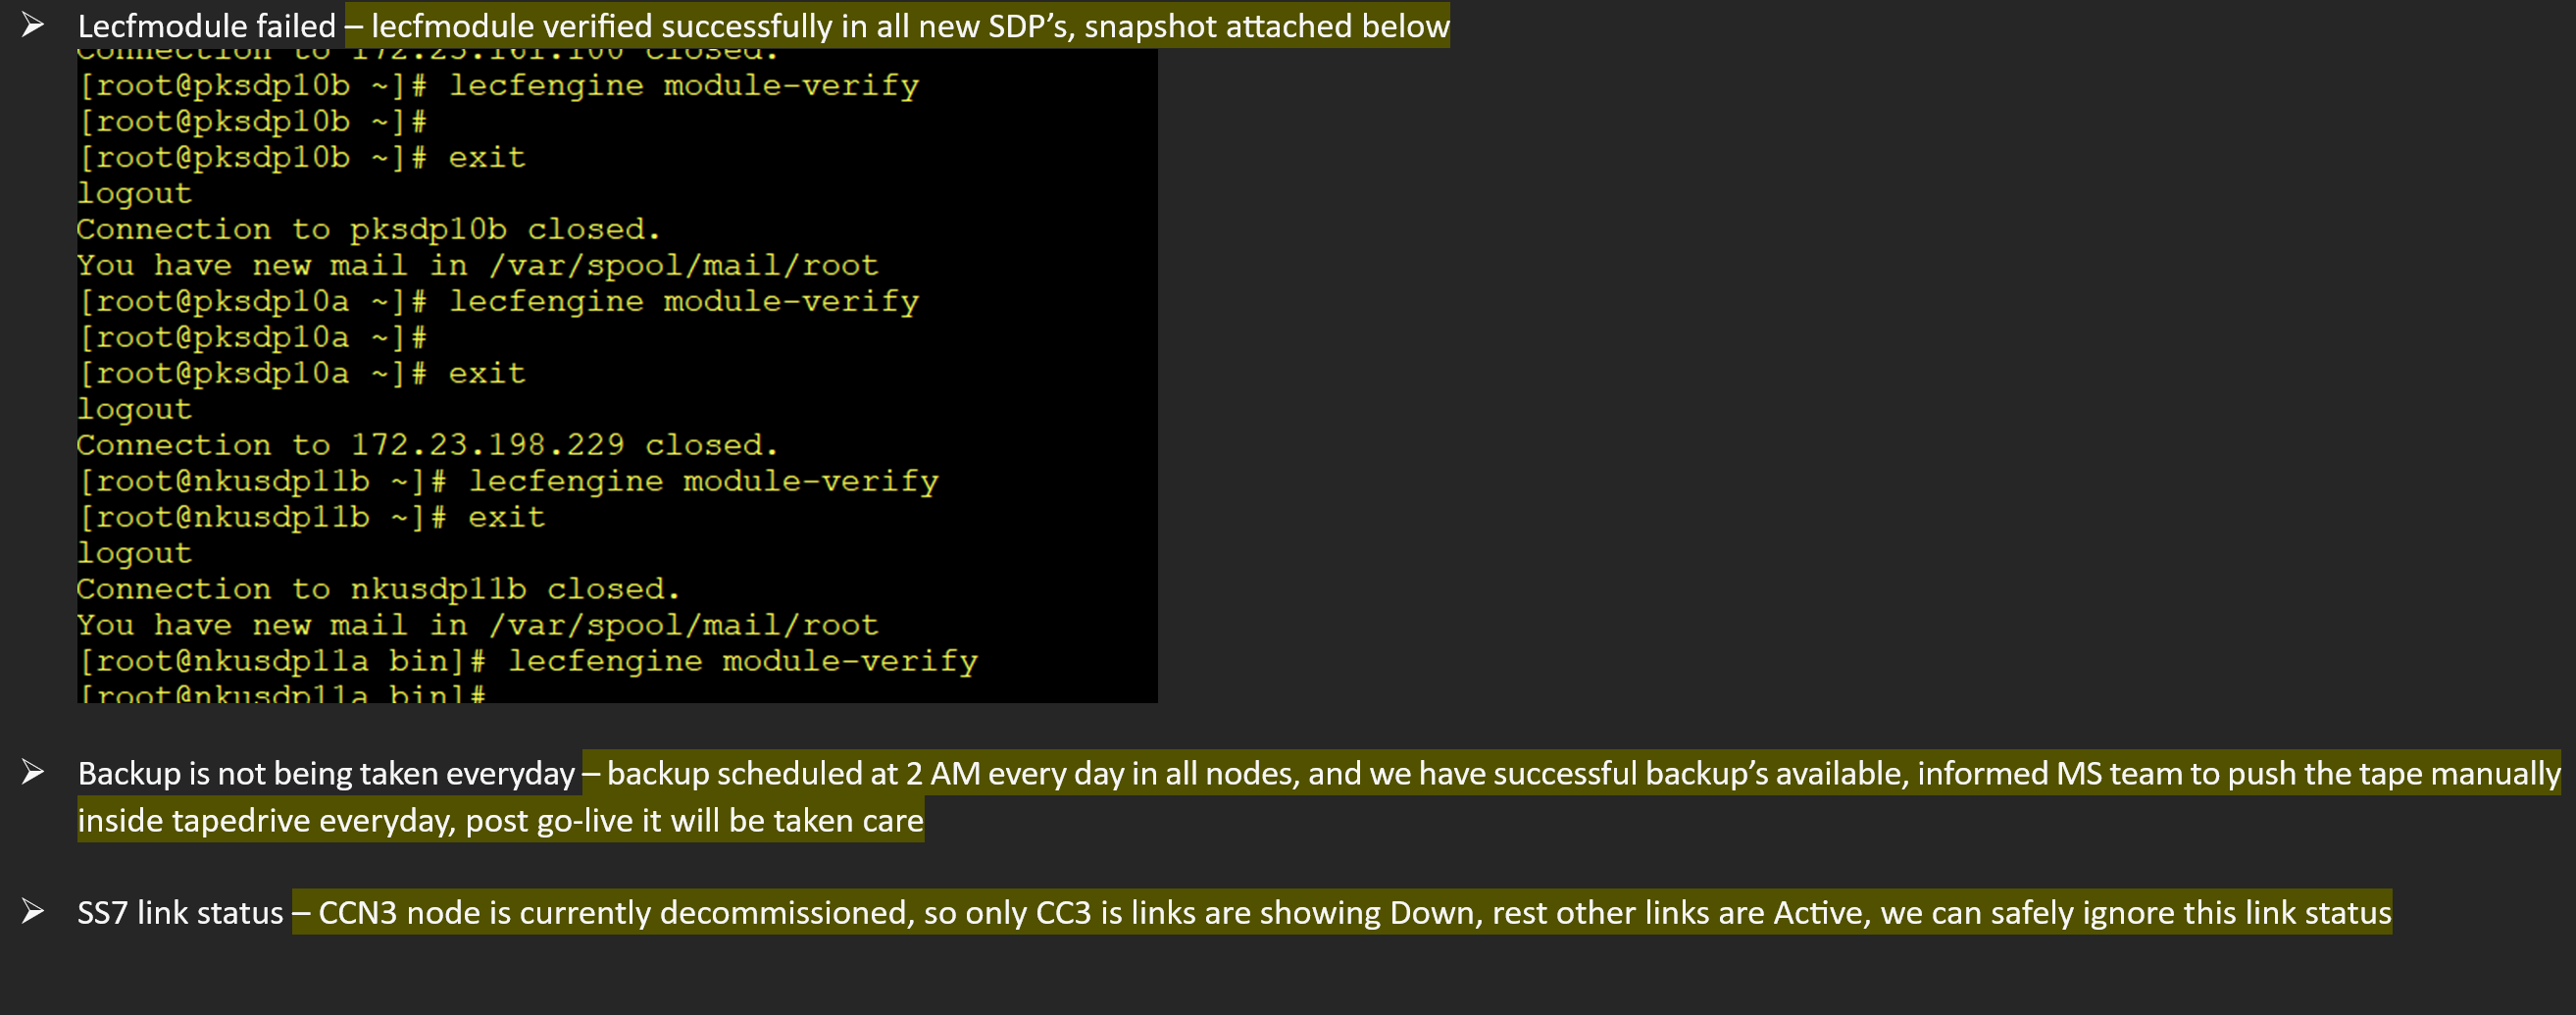 ➢ Lecfmodule failed – lecfmodule verified successfully in all new SDP’s, snapshot attached below
Connection to 172.23.161.100 closed.
[root@pksdp10b ~]# lecfengine module-verify
[root@pksdp10b ~]#
[root@pksdp10b ~]# exit
logout
Connection to pksdp10b closed.
You have new mail in /var/spool/mail/root
[root@pksdp10a ~]# lecfengine module-verify
[root@pksdp10a ~]#
[root@pksdp10a ~]# exit
logout
Connection to 172.23.198.229 closed.
[root@nkusdp11b ~]# lecfengine module-verify
[root@nkusdp11b ~]# exit
logout
Connection to nkusdp11b closed.
You have new mail in /var/spool/mail/root
[root@nkusdp11a bin]# lecfengine module-verify
[root@nkusdp11a bin]#
➢ Backup is not being taken everyday – backup scheduled at 2 AM every day in all nodes, and we have successful backup’s available, informed MS team to push the tape manually
inside tapedrive everyday, post go-live it will be taken care
➢ SS7 link status – CCN3 node is currently decommissioned, so only CC3 is links are showing Down, rest other links are Active, we can safely ignore this link status